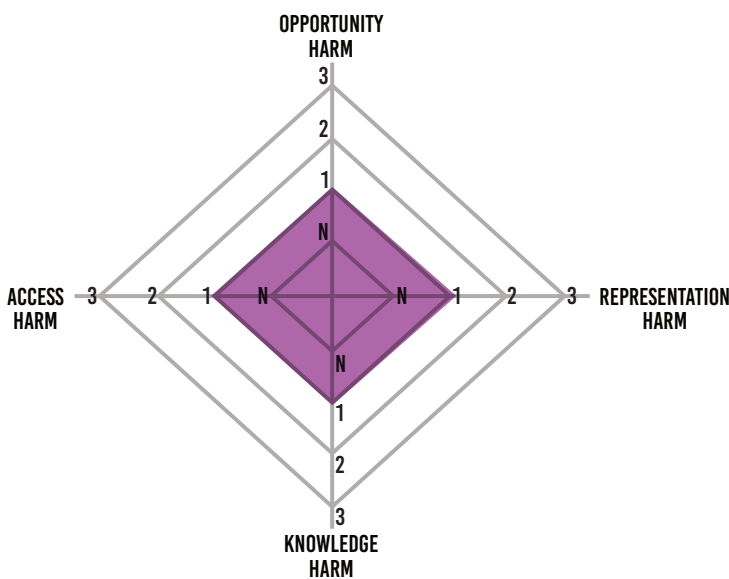 OPPORTUNITY
HARM
3
2
1
N
ACCESS
HARM
3 2 1 N N 1 2 3
REPRESENTATION
HARM
N
1
2
3
KNOWLEDGE
HARM